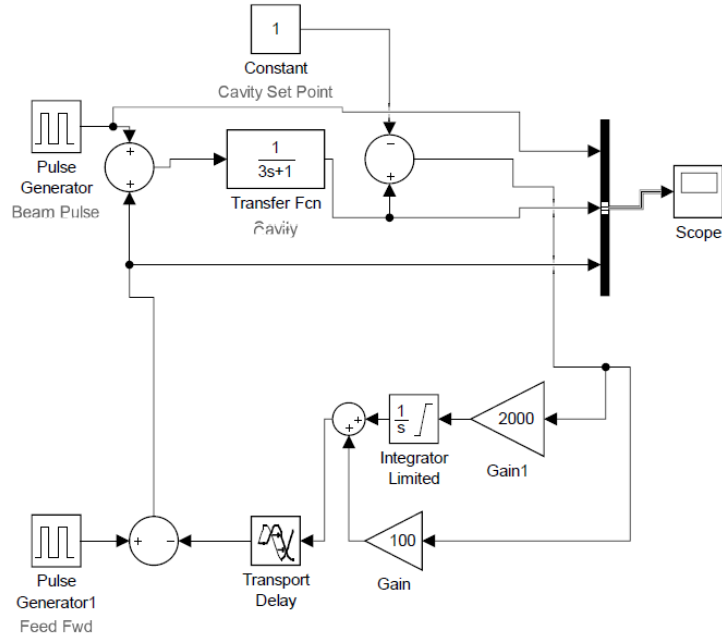 1
Constant
Cavity Set Point
Pulse
Generator
Beam Pulse
+
+
1
3s+1
Transfer Fcn
Cavity
−
+
Scope
+
+
1
s
Integrator
Limited
2000
Gain1
100
Gain
Transport
Delay
+
−
Pulse
Generator1
Feed Fwd